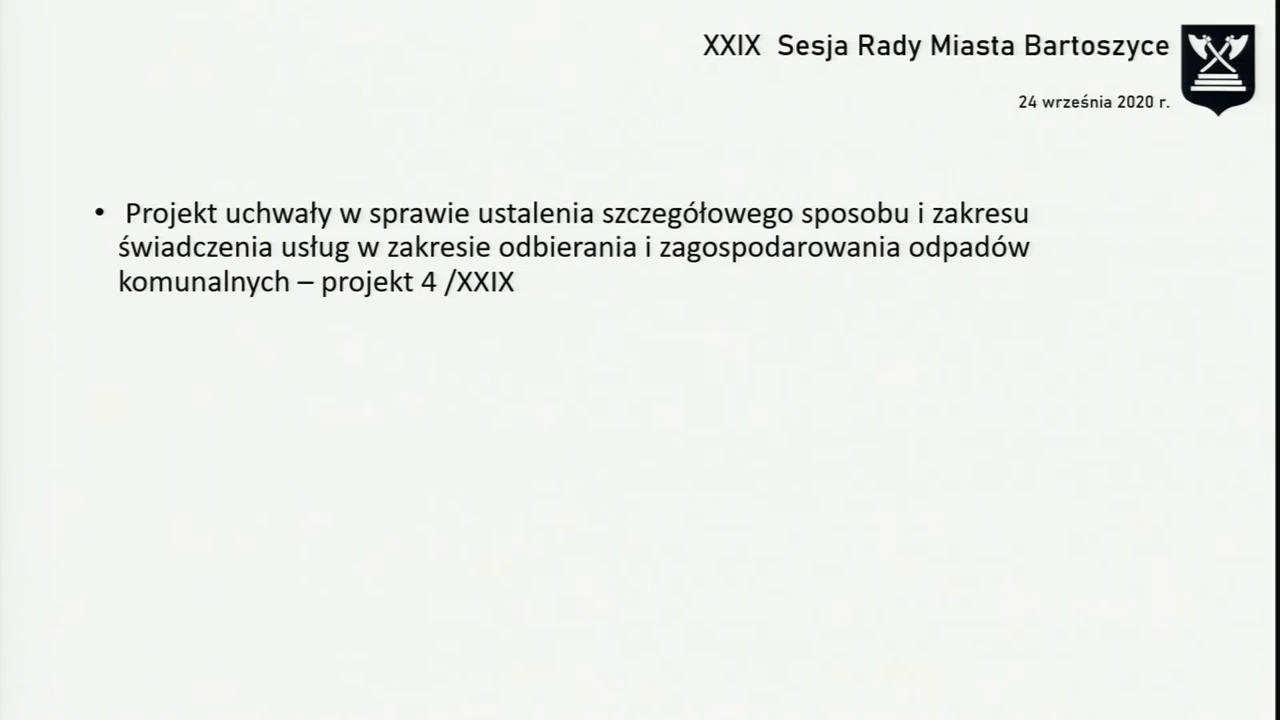 XXIX Sesja Rady Miasta Bartoszyce
24 września 2020 r.
• Projekt uchwały w sprawie ustalenia szczegółowego sposobu i zakresu
świadczenia usług w zakresie odbierania i zagospodarowania odpadów
komunalnych – projekt 4 /XXIX